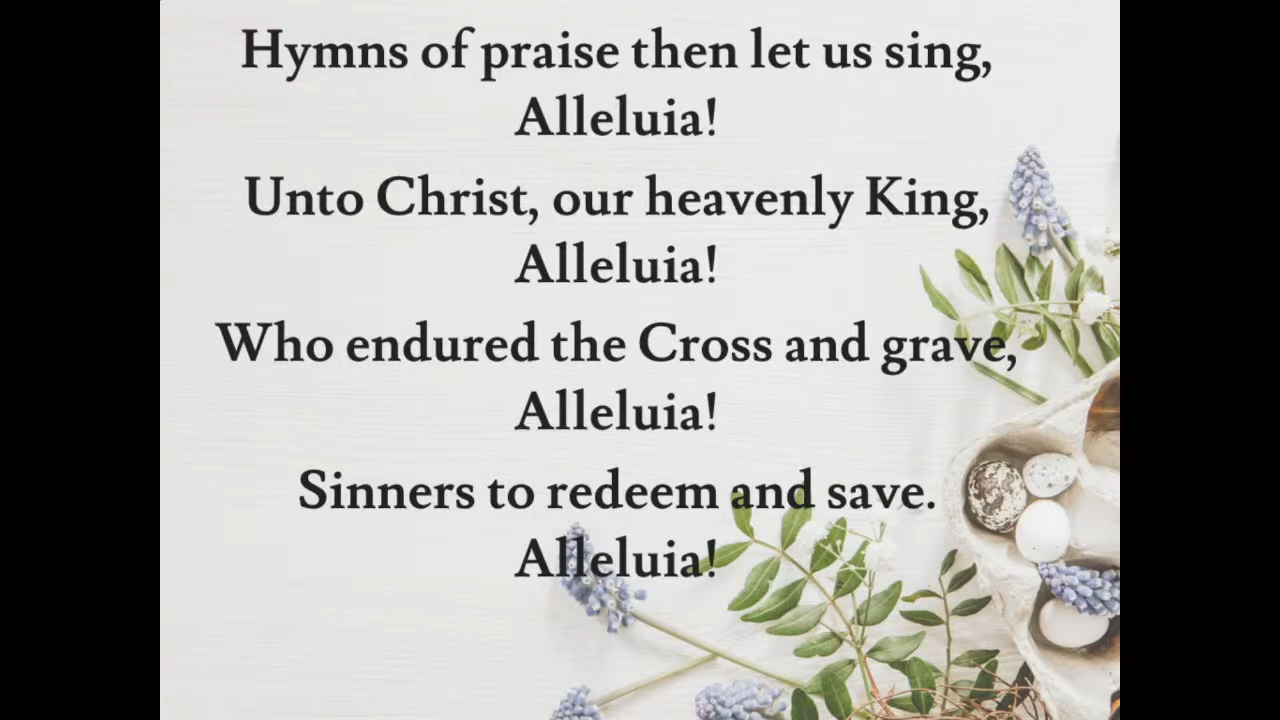 Hymns of praise then let us sing,
Alleluia!
Unto Christ, our heavenly King,
Alleluia!
Who endured the Cross and grave,
Alleluia!
Sinners to redeem and save.
Alleluia!